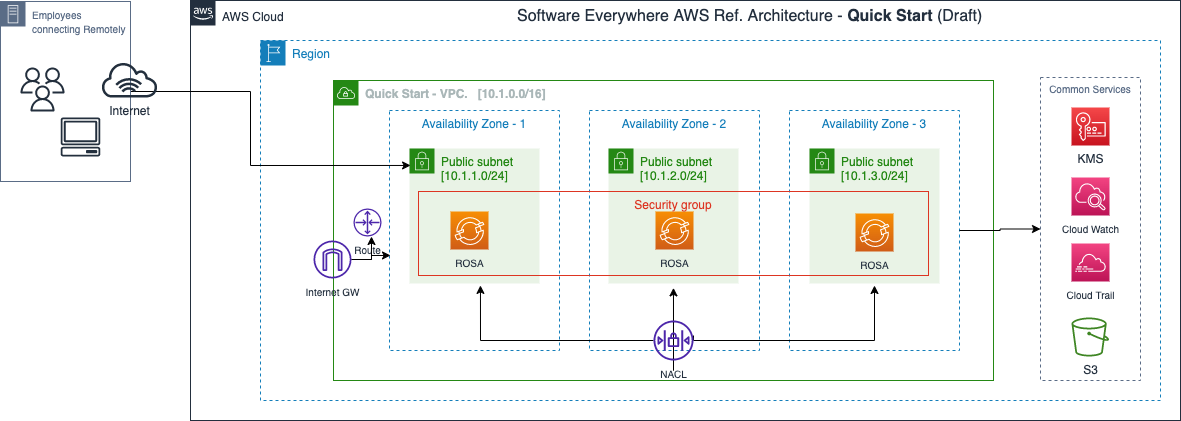 Employees
connecting Remotely
Internet
aws
AWS Cloud
Software Everywhere AWS Ref. Architecture - Quick Start (Draft)
Region
Quick Start - VPC. [10.1.0.0/16]
Availability Zone - 1
Availability Zone - 2
Availability Zone - 3
Public subnet
[10.1.1.0/24]
Public subnet
[10.1.2.0/24]
Public subnet
[10.1.3.0/24]
Security group
ROSA
ROSA
ROSA
Route
Internet GW
NACL
Common Services
KMS
Cloud Watch
Cloud Trail
S3